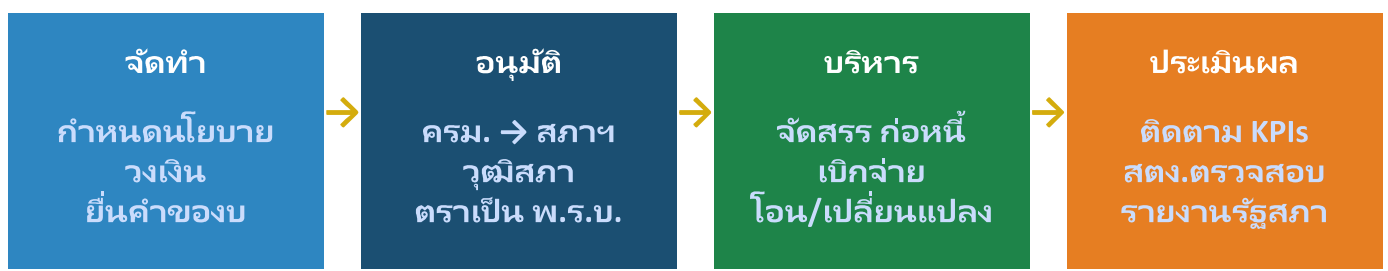 จัดทำ
กำหนดนโยบาย
วงเงิน
ยื่นคำของบ
→
อนุมัติ
ครม. → สภาฯ
วุฒิสภา
ตราเป็น พ.ร.บ.
→
บริหาร
จัดสรร ก่อหนี้
เบิกจ่าย
โอน/เปลี่ยนแปลง
→
ประเมินผล
ติดตาม KPIs
สตง.ตรวจสอบ
รายงานรัฐสภา